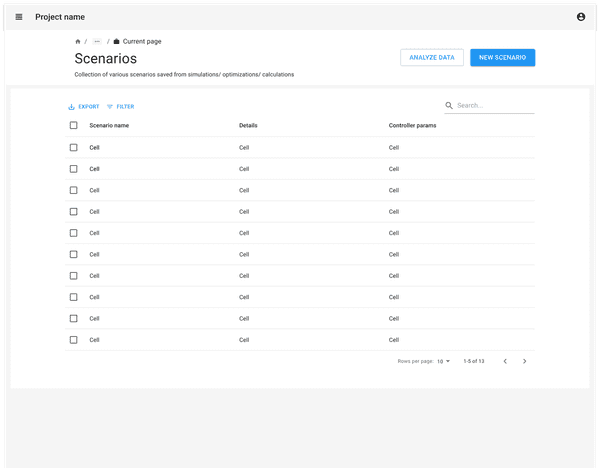 Project name
/ ... / Current page
Scenarios
ANALYZE DATA NEW SCENARIO
Collection of various scenarios saved from simulations/ optimizations/ calculations
EXPORT FILTER Search...
Scenario name Details Controller params
Cell Cell Cell
Cell Cell Cell
Cell Cell Cell
Cell Cell Cell
Cell Cell Cell
Cell Cell Cell
Cell Cell Cell
Cell Cell Cell
Cell Cell Cell
Cell Cell Cell
Rows per page: 10 1-5 of 13